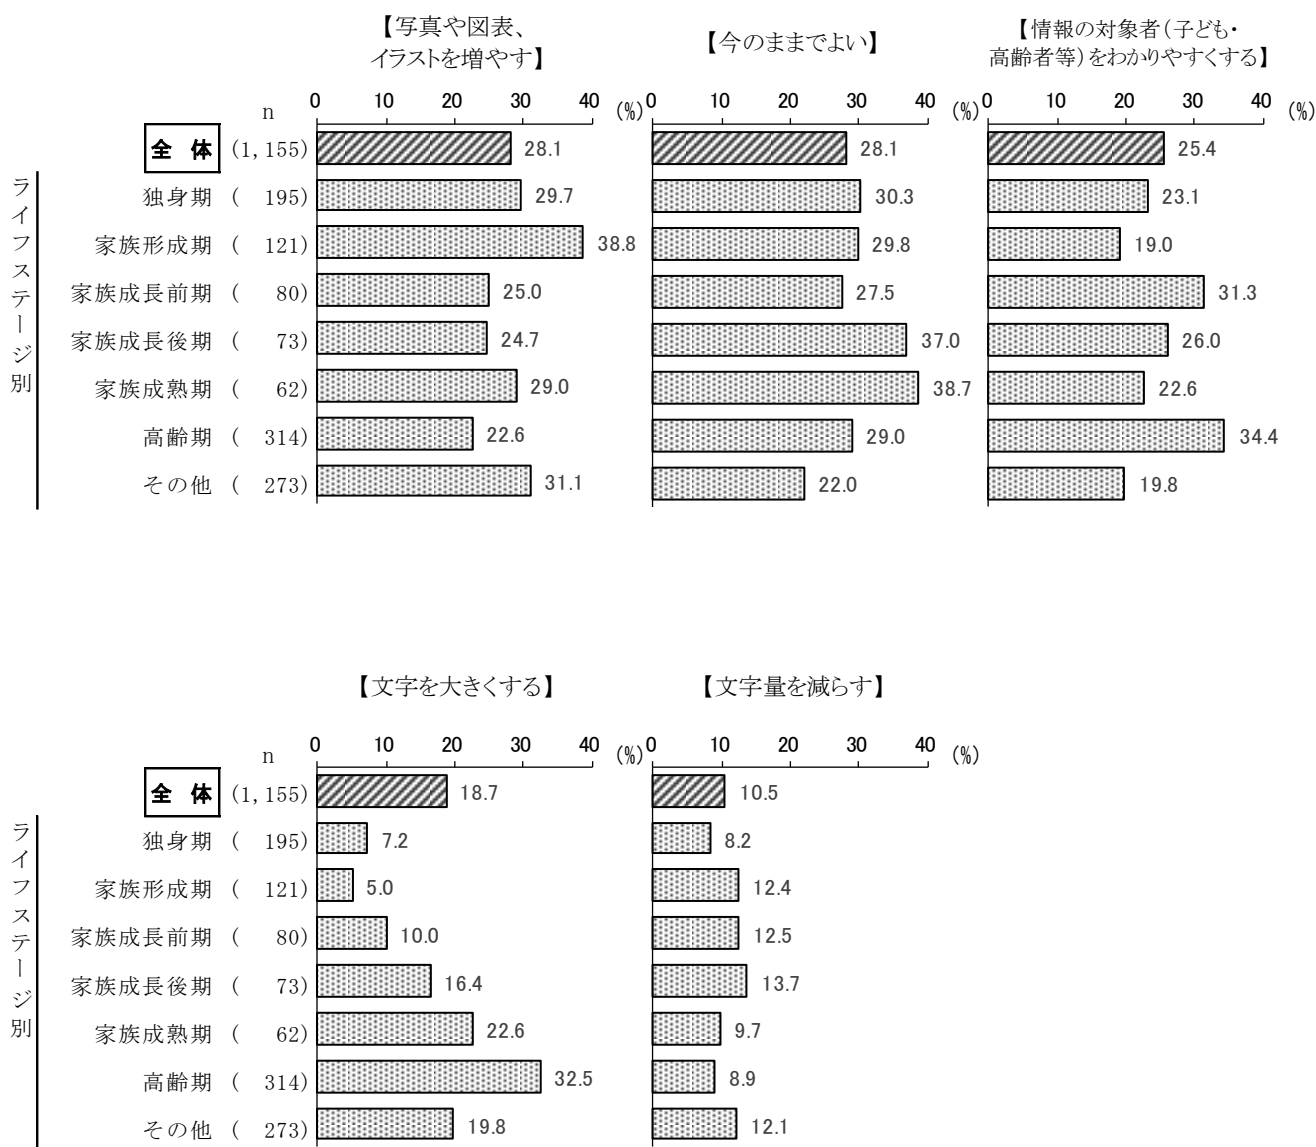 【写真や図表、
イラストを増やす】
【今のままでよい】
【情報の対象者(子ども・
高齢者等)をわかりやすくする】
n 0 10 20 30 40 (%) 0 10 20 30 40 (%) 0 10 20 30 40 (%)
全 体 (1,155) 28.1 28.1 25.4
ライフステージ別
独身期 ( 195) 29.7 30.3 23.1
家族形成期 ( 121) 38.8 29.8 19.0
家族成長前期 ( 80) 25.0 27.5 31.3
家族成長後期 ( 73) 24.7 37.0 26.0
家族成熟期 ( 62) 29.0 38.7 22.6
高齢期 ( 314) 22.6 29.0 34.4
その他 ( 273) 31.1 22.0 19.8
【文字を大きくする】 【文字量を減らす】
n 0 10 20 30 40 (%) 0 10 20 30 40 (%)
全 体 (1,155) 18.7 10.5
ライフステージ別
独身期 ( 195) 7.2 8.2
家族形成期 ( 121) 5.0 12.4
家族成長前期 ( 80) 10.0 12.5
家族成長後期 ( 73) 16.4 13.7
家族成熟期 ( 62) 22.6 9.7
高齢期 ( 314) 32.5 8.9
その他 ( 273) 19.8 12.1